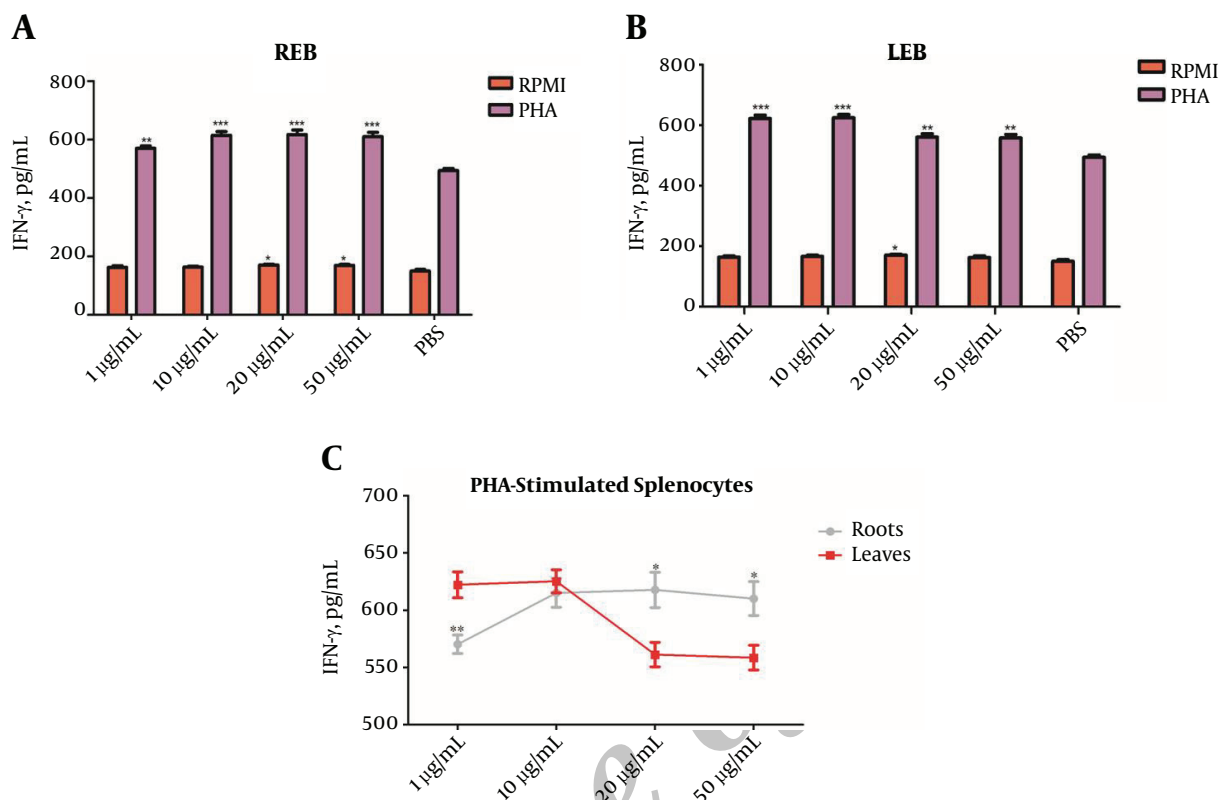 A
REB
800
600
400
200
0
IFN-γ, pg/mL
** *** *** ***
* *
1 μg/mL 10 μg/mL 20 μg/mL 50 μg/mL PBS
RPMI
PHA
B
LEB
800
600
400
200
0
IFN-γ, pg/mL
*** *** ** **
*
1 μg/mL 10 μg/mL 20 μg/mL 50 μg/mL PBS
RPMI
PHA
C
PHA-Stimulated Splenocytes
700
650
600
550
500
IFN-γ, pg/mL
** * *
1 μg/mL 10 μg/mL 20 μg/mL 50 μg/mL
Roots
Leaves